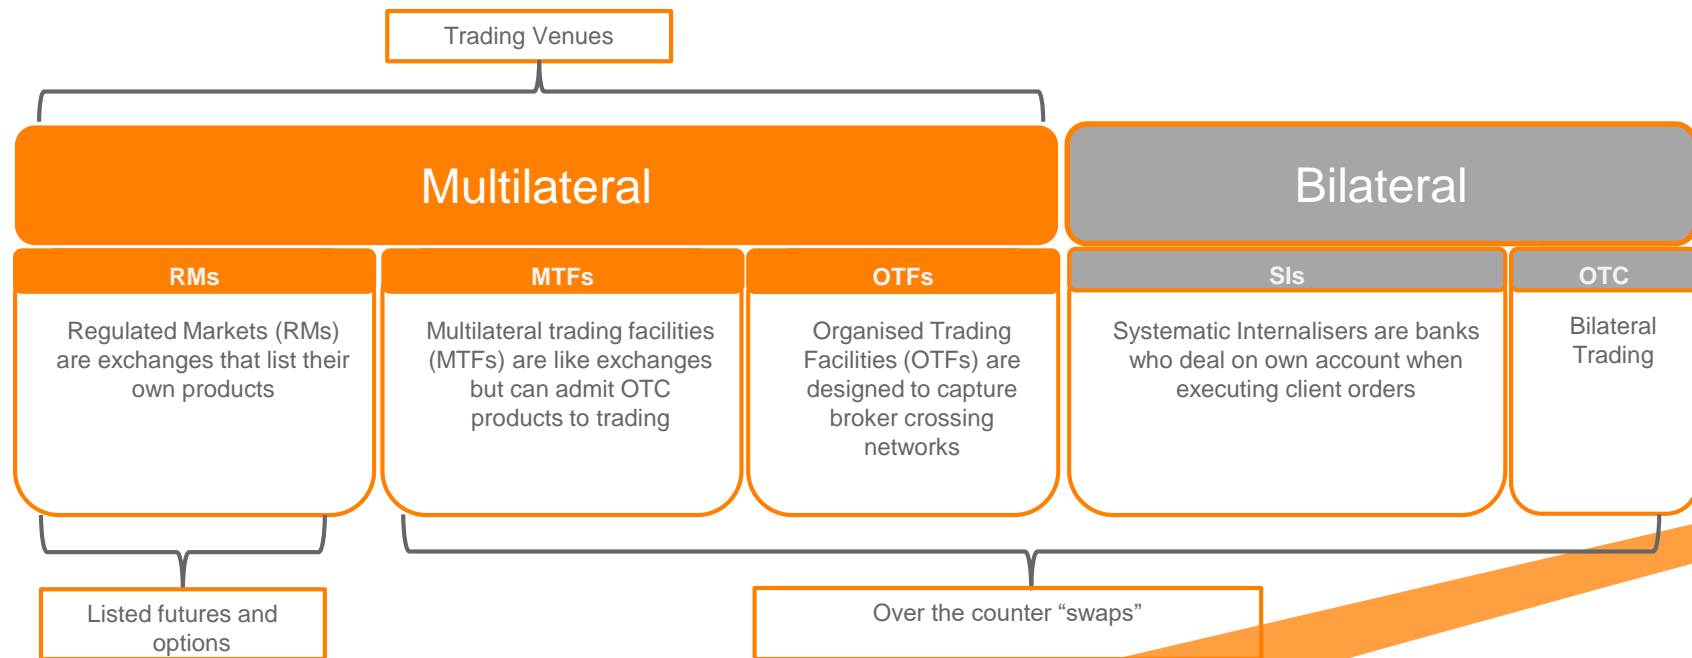 Trading Venues
Multilateral
Bilateral
RMs
MTFs
OTFs
SIs
OTC
Regulated Markets (RMs)
are exchanges that list their
own products
Multilateral trading facilities
(MTFs) are like exchanges
but can admit OTC
products to trading
Organised Trading
Facilities (OTFs) are
designed to capture
broker crossing
networks
Systematic Internalisers are banks
who deal on own account when
executing client orders
Bilateral
Trading
Listed futures and
options
Over the counter “swaps”